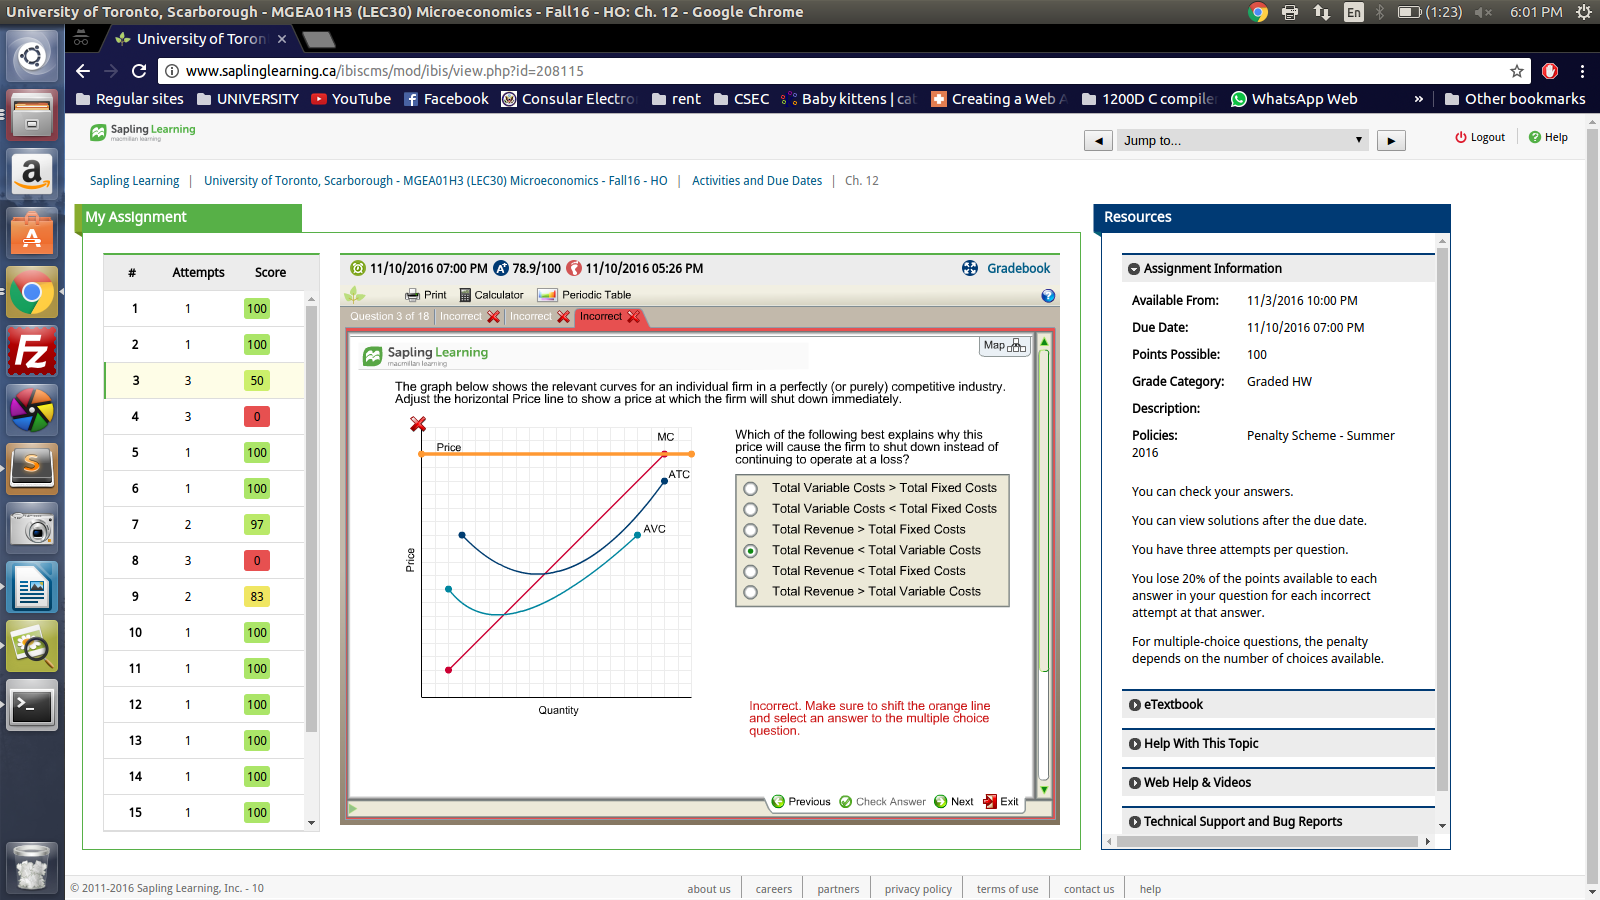 University of Toronto, Scarborough - MGEA01H3 (LEC30) Microeconomics - Fall16 - HO: Ch. 12 - Google Chrome
En
(1:23)
6:01 PM
University of Toron
www.saplinglearning.ca/ibiscms/mod/ibis/view.php?id=208115
Regular sites
UNIVERSITY
YouTube
Facebook
Consular Electro
rent
CSEC
Baby kittens | cat
Creating a Web A
1200D C compile
WhatsApp Web
»
Other bookmarks
Sapling Learning
macmillan learning
Jump to...
Logout
Help
Sapling Learning | University of Toronto, Scarborough - MGEA01H3 (LEC30) Microeconomics - Fall16 - HO | Activities and Due Dates | Ch. 12
My Assignment
# Attempts Score
1 1 100
2 1 100
3 3 50
4 3 0
5 1 100
6 1 100
7 2 97
8 3 0
9 2 83
10 1 100
11 1 100
12 1 100
13 1 100
14 1 100
15 1 100
11/10/2016 07:00 PM
78.9/100
11/10/2016 05:26 PM
Gradebook
Print
Calculator
Periodic Table
Question 3 of 18
Incorrect
Incorrect
Incorrect
Map
Sapling Learning
macmillan learning
The graph below shows the relevant curves for an individual firm in a perfectly (or purely) competitive industry.
Adjust the horizontal Price line to show a price at which the firm will shut down immediately.
Price
MC
ATC
AVC
Price
Quantity
Which of the following best explains why this
price will cause the firm to shut down instead of
continuing to operate at a loss?
Total Variable Costs > Total Fixed Costs
Total Variable Costs < Total Fixed Costs
Total Revenue > Total Fixed Costs
Total Revenue < Total Variable Costs
Total Revenue < Total Fixed Costs
Total Revenue > Total Variable Costs
Incorrect. Make sure to shift the orange line
and select an answer to the multiple choice
question.
Previous
Check Answer
Next
Exit
Resources
Assignment Information
Available From: 11/3/2016 10:00 PM
Due Date: 11/10/2016 07:00 PM
Points Possible: 100
Grade Category: Graded HW
Description:
Policies: Penalty Scheme - Summer
2016
You can check your answers.
You can view solutions after the due date.
You have three attempts per question.
You lose 20% of the points available to each
answer in your question for each incorrect
attempt at that answer.
For multiple-choice questions, the penalty
depends on the number of choices available.
eTextbook
Help With This Topic
Web Help & Videos
Technical Support and Bug Reports
© 2011-2016 Sapling Learning, Inc. - 10
about us
careers
partners
privacy policy
terms of use
contact us
help